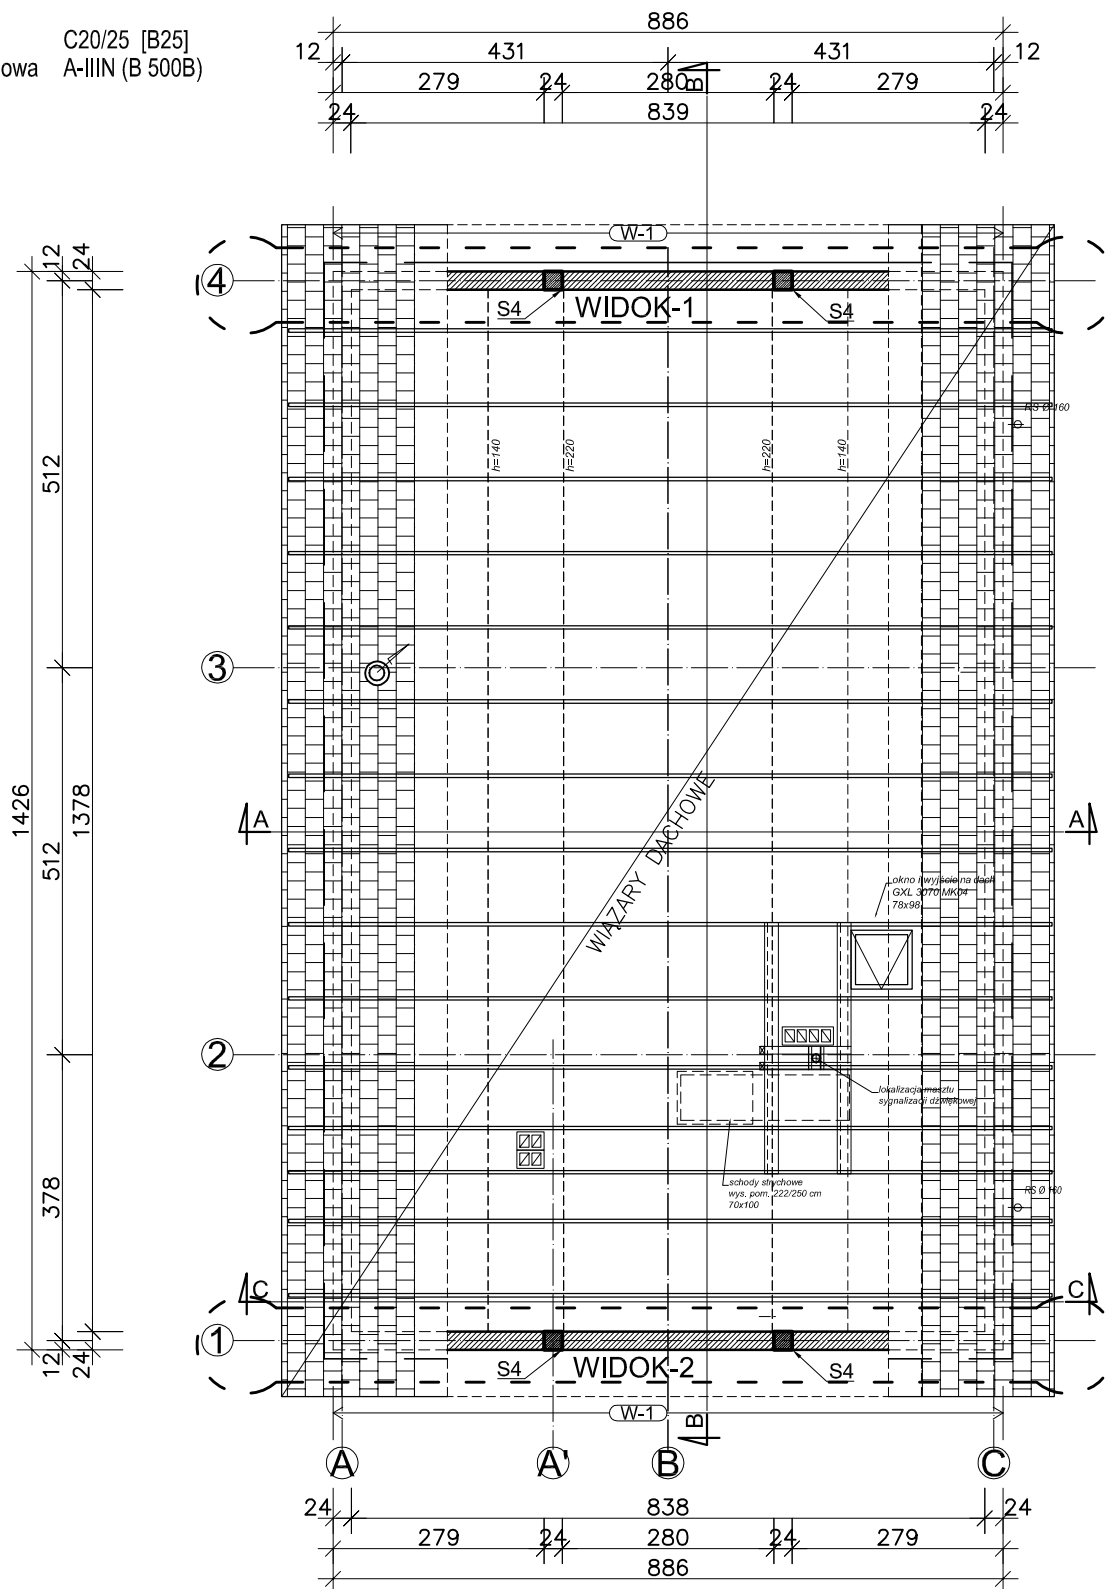 C20/25 [B25]
owa A-IIIN (B 500B)
886
12 431 431 12
279 24 280 24 279
24 839 24
B
W-1
12 24
4
S4 WIDOK-1 S4
RS Ø 160
h=140 h=220 h=220 h=140
512
3
1426 1378
A A
WIĄZARY DACHOWE
512
okno i wyjście na dach
GXL 3070 MK04
78x98
2
lokalizacja masztu
sygnalizacji dźwiękowej
378
schody strychowe
wys. pom. 222/250 cm
70x100
RS Ø 160
C C
1
12 24
S4 WIDOK-2 S4
W-1
B
A A' B C
24 838 24
279 24 280 24 279
886